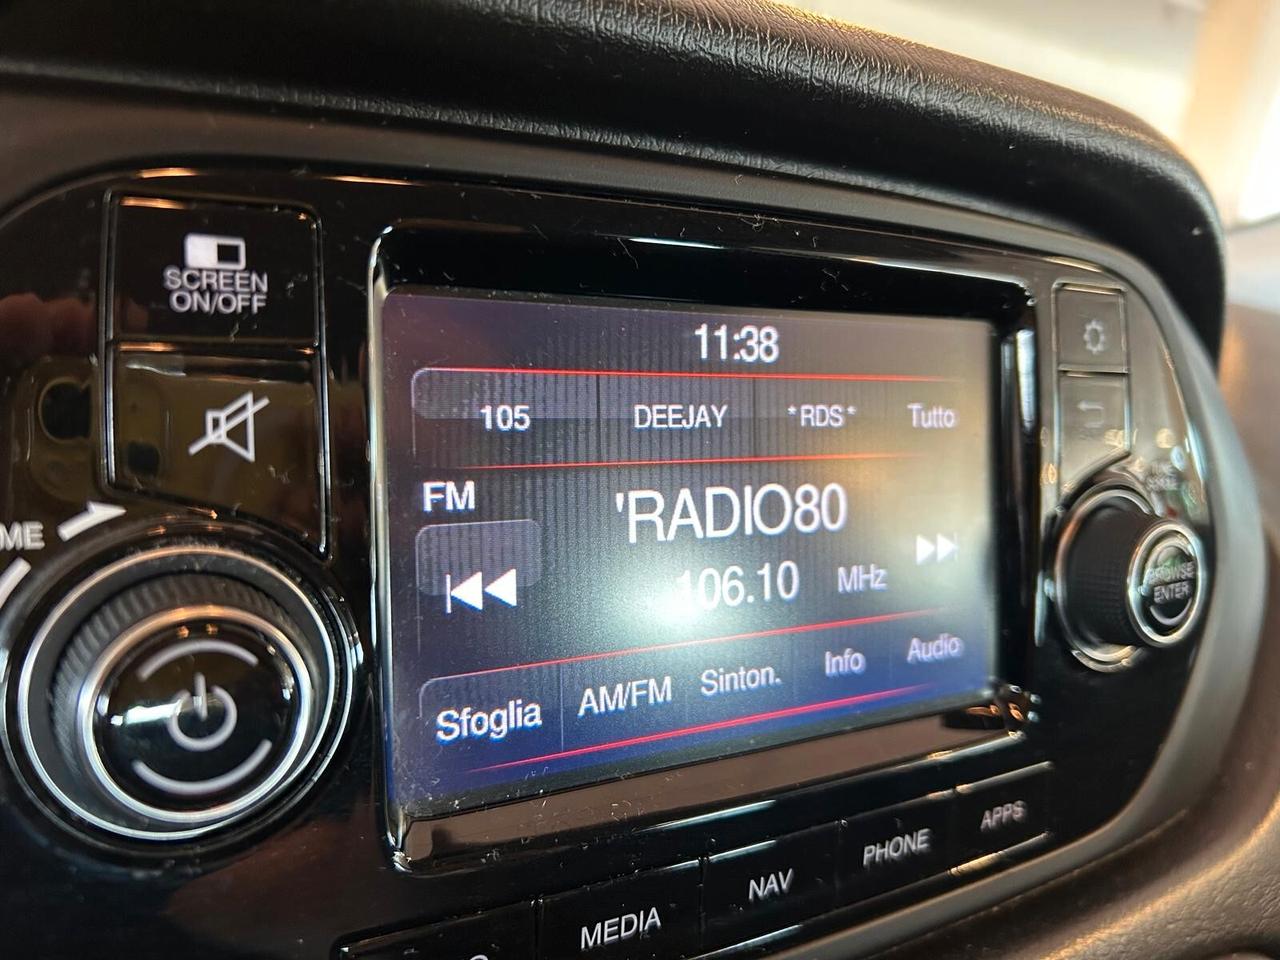 SCREEN
ON/OFF
11:38
105 DEEJAY *RDS* Tutto
FM
'RADIO80
106.10 MHz
Sfoglia AM/FM Sinton. Info Audio
BROWSE
ENTER
MEDIA NAV PHONE APPS